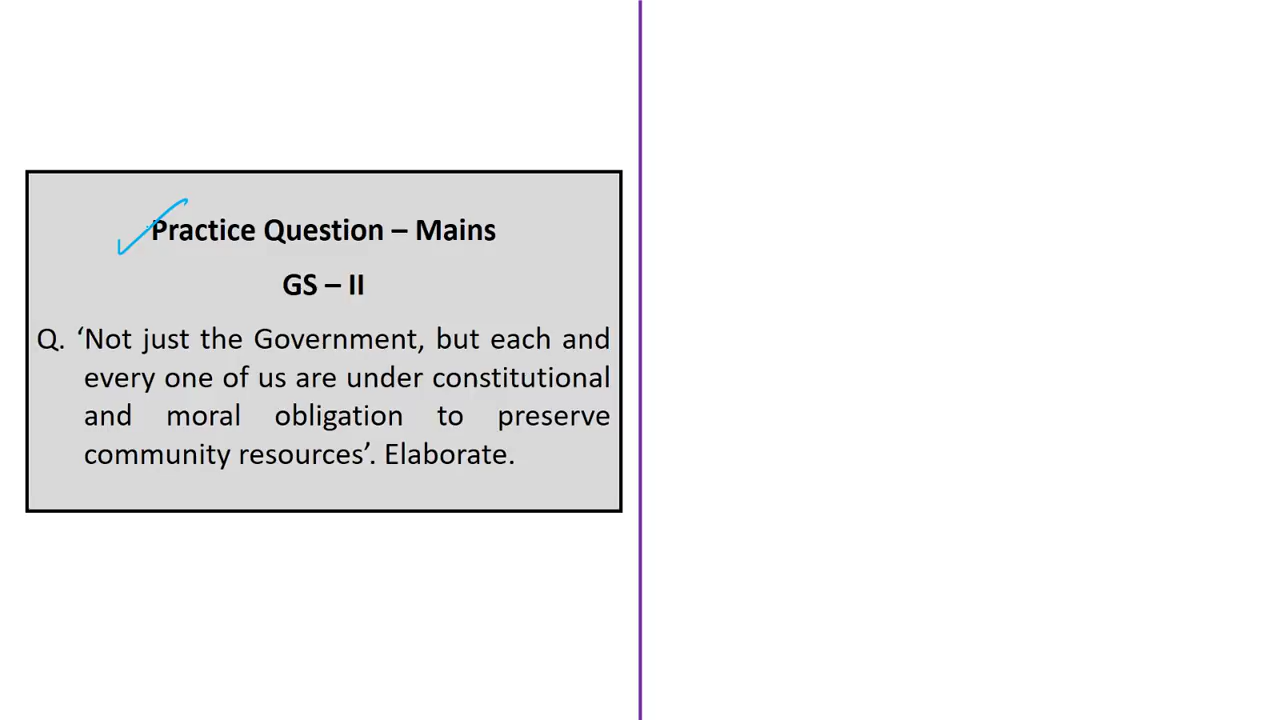 Practice Question – Mains
GS – II
Q. ‘Not just the Government, but each and
every one of us are under constitutional
and moral obligation to preserve
community resources’. Elaborate.